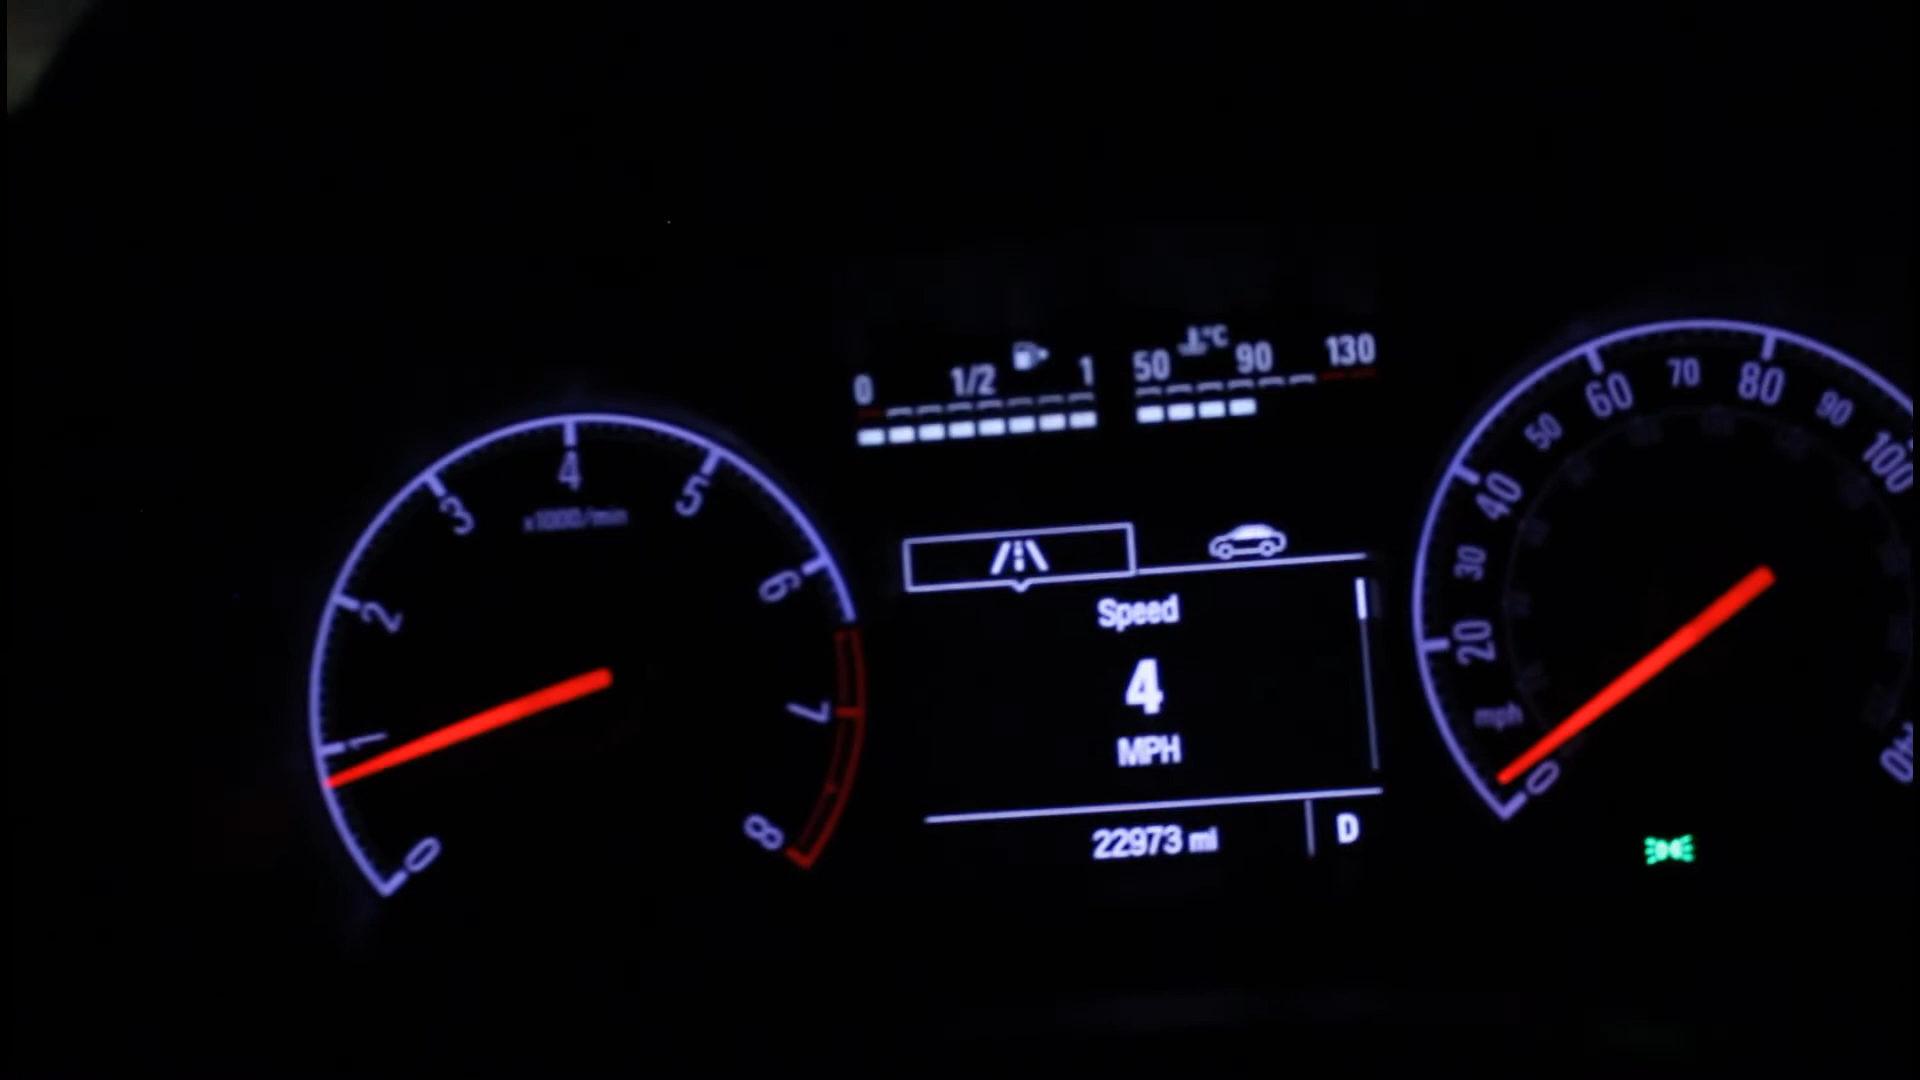 0 1/2 1
50 °C 90 130
0 1 2 3 4 5 6 7 8
x1000/min
Speed
4
MPH
22973 mi
D
0 20 30 40 50 60 70 80 90 100
mph